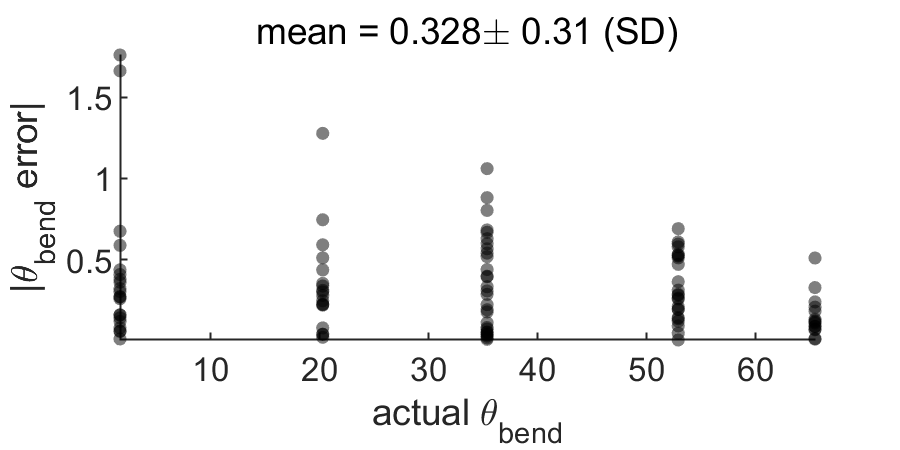 mean = 0.328± 0.31 (SD)
|θbend error|
1.5
1
0.5
10 20 30 40 50 60
actual θbend